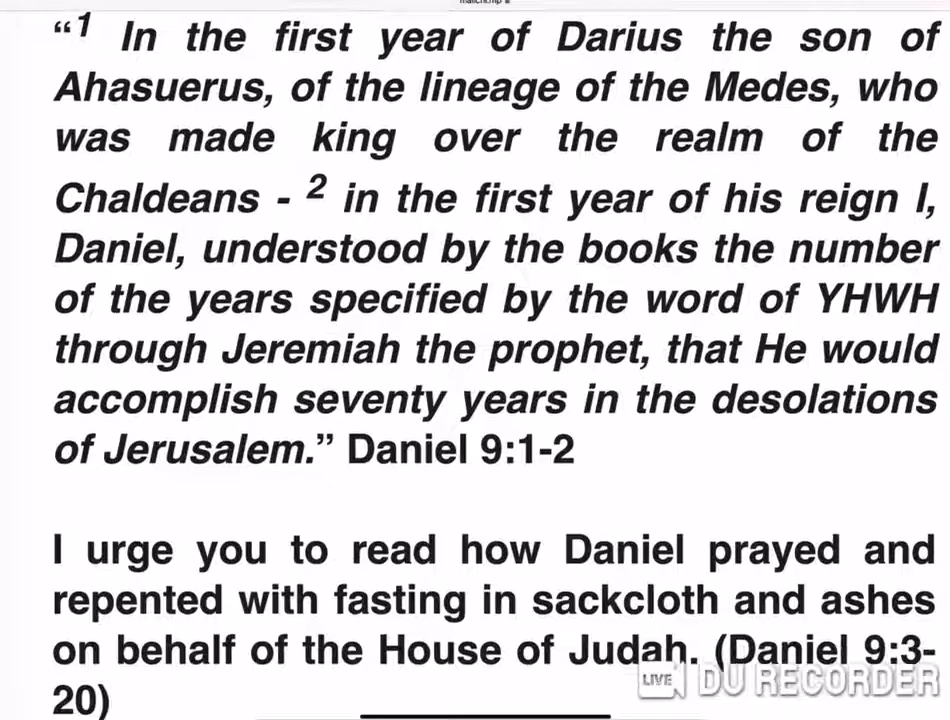 “1 In the first year of Darius the son of
Ahasuerus, of the lineage of the Medes, who
was made king over the realm of the
Chaldeans - 2 in the first year of his reign I,
Daniel, understood by the books the number
of the years specified by the word of YHWH
through Jeremiah the prophet, that He would
accomplish seventy years in the desolations
of Jerusalem.” Daniel 9:1-2
I urge you to read how Daniel prayed and
repented with fasting in sackcloth and ashes
on behalf of the House of Judah. (Daniel 9:3-
20)
LIVE DU RECORDER